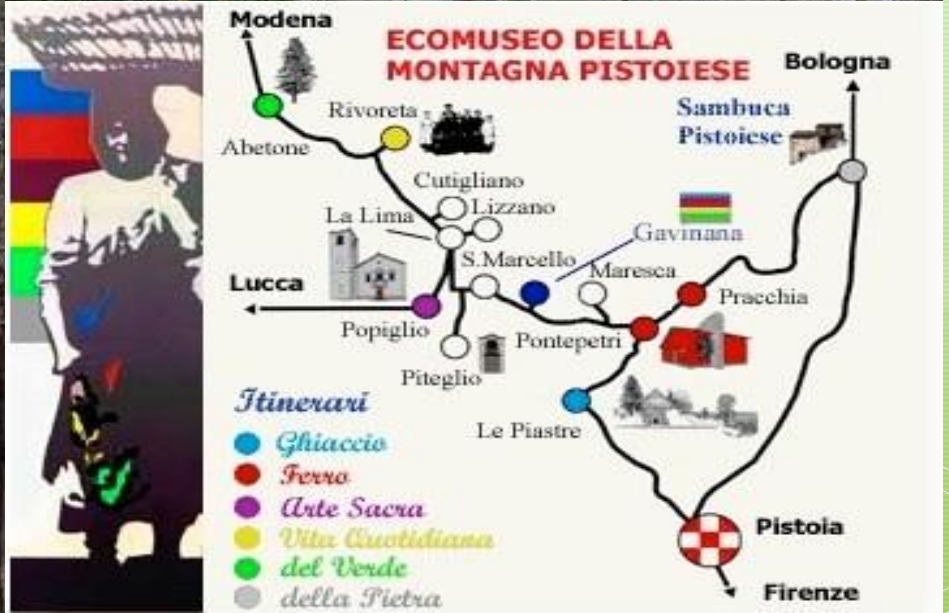 Modena
ECOMUSEO DELLA
MONTAGNA PISTOIESE
Bologna
Rivoreta
Sambuca
Pistoiese
Abetone
Cutigliano
La Lima
Lizzano
Gavinana
S.Marcello
Maresca
Lucca
Pracchia
Popiglio
Pontepetri
Piteglio
Itinerari
Le Piastre
Ghiaccio
Ferro
Arte Sacra
Vita Quotidiana
del Verde
della Pietra
Pistoia
Firenze